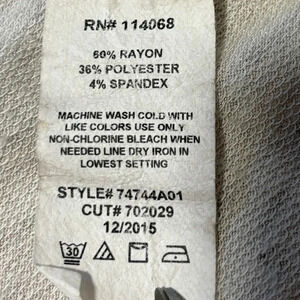 RN# 114068
60% RAYON
36% POLYESTER
4% SPANDEX
MACHINE WASH COLD WITH
LIKE COLORS USE ONLY
NON-CHLORINE BLEACH WHEN
NEEDED LINE DRY IRON IN
LOWEST SETTING
STYLE# 74744A01
CUT# 702029
12/2015
30